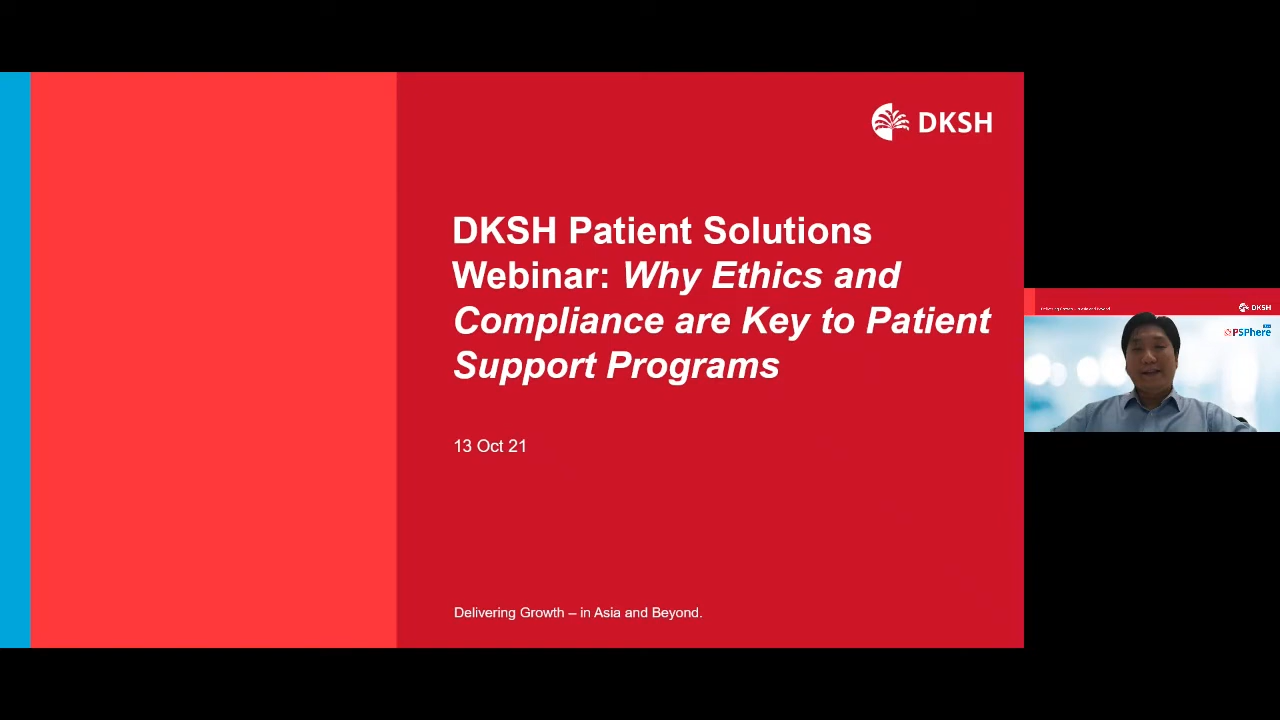 DKSH
DKSH Patient Solutions
Webinar: Why Ethics and
Compliance are Key to Patient
Support Programs
13 Oct 21
Delivering Growth – in Asia and Beyond.
DKSH
PSPhere